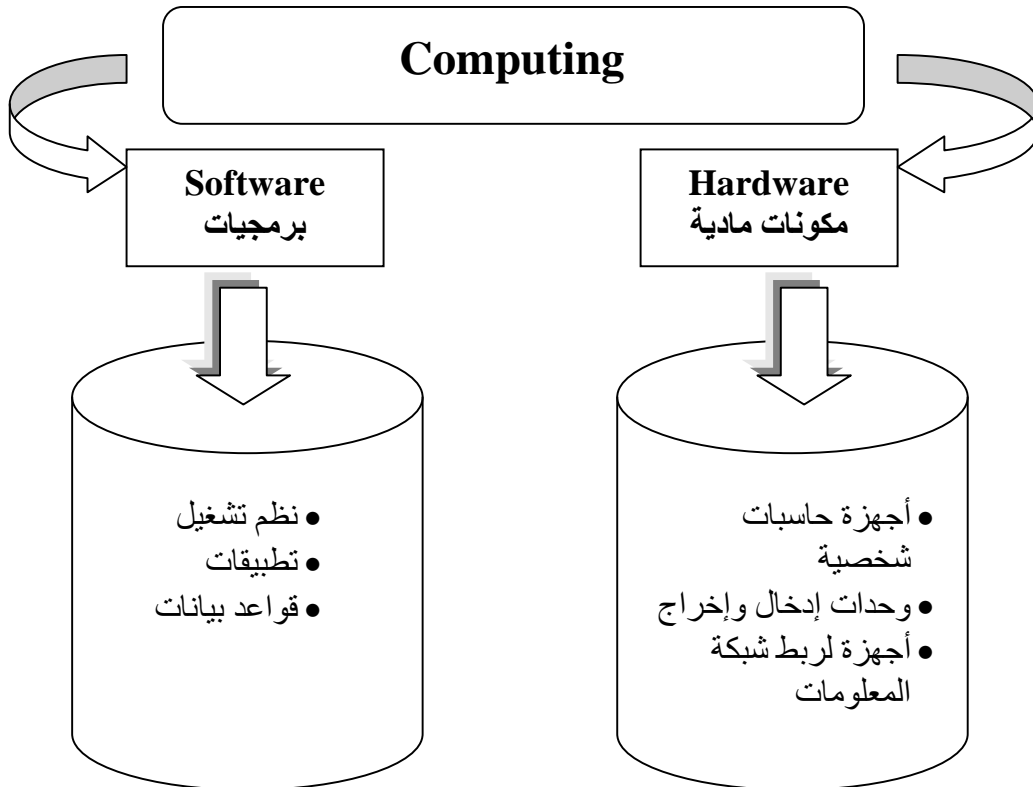 Computing
Software
برمجيات
Hardware
مكونات مادية
• نظم تشغيل
• تطبيقات
• قواعد بيانات
• أجهزة حاسبات
شخصية
• وحدات إدخال وإخراج
• أجهزة لربط شبكة
المعلومات